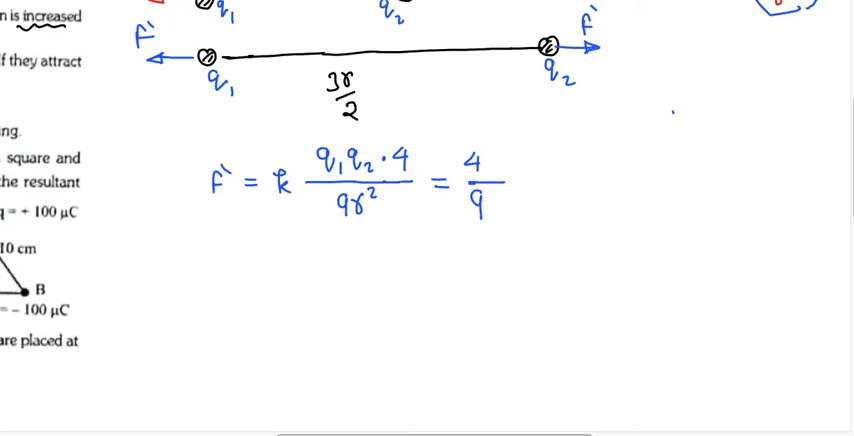 q₁ q₂
n is increased
F` F`
q₁ q₂
f they attract
3r/2
ng.
square and
F` = k q₁q₂·4/9r² = 4/9
he resultant
q = + 100 μC
10 cm
B
= – 100 μC
are placed at